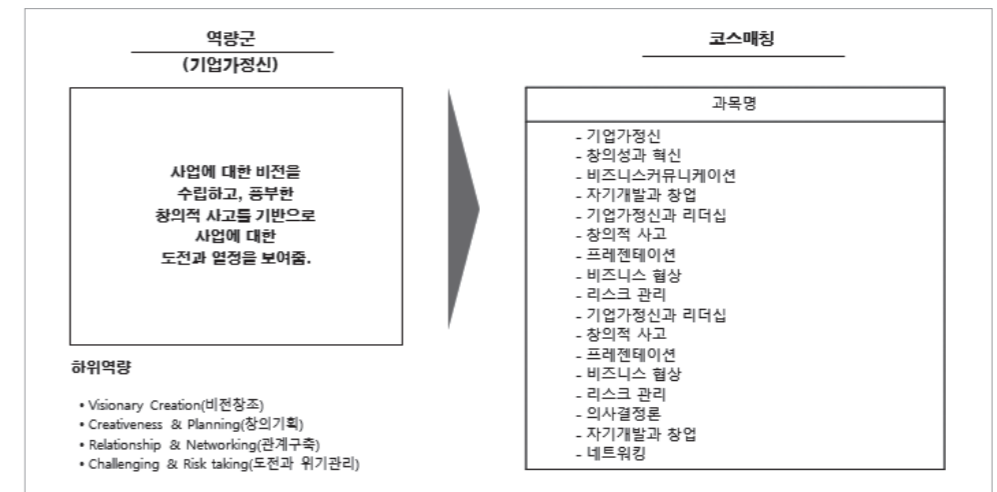 역량군
(기업가정신)
사업에 대한 비전을
수립하고, 풍부한
창의적 사고를 기반으로
사업에 대한
도전과 열정을 보여줌.
하위역량
• Visionary Creation(비전창조)
• Creativeness & Planning(창의기획)
• Relationship & Networking(관계구축)
• Challenging & Risk taking(도전과 위기관리)
코스매칭
과목명
- 기업가정신
- 창의성과 혁신
- 비즈니스커뮤니케이션
- 자기개발과 창업
- 기업가정신과 리더십
- 창의적 사고
- 프레젠테이션
- 비즈니스 협상
- 리스크 관리
- 기업가정신과 리더십
- 창의적 사고
- 프레젠테이션
- 비즈니스 협상
- 리스크 관리
- 의사결정론
- 자기개발과 창업
- 네트워킹